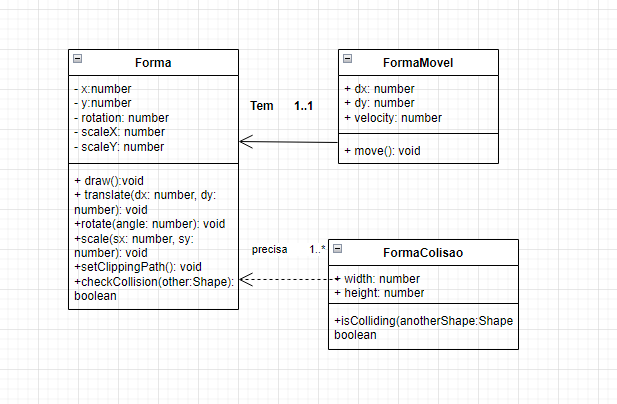 Forma
- x:number
- y:number
- rotation: number
- scaleX: number
- scaleY: number
+ draw():void
+ translate(dx: number, dy:
number): void
+rotate(angle: number): void
+scale(sx: number, sy:
number): void
+setClippingPath(): void
+checkCollision(other:Shape):
boolean
Tem 1..1
FormaMovel
+ dx: number
+ dy: number
+ velocity: number
+ move(): void
precisa 1..*
FormaColisao
+ width: number
+ height: number
+isColliding(anotherShape:Shape
boolean